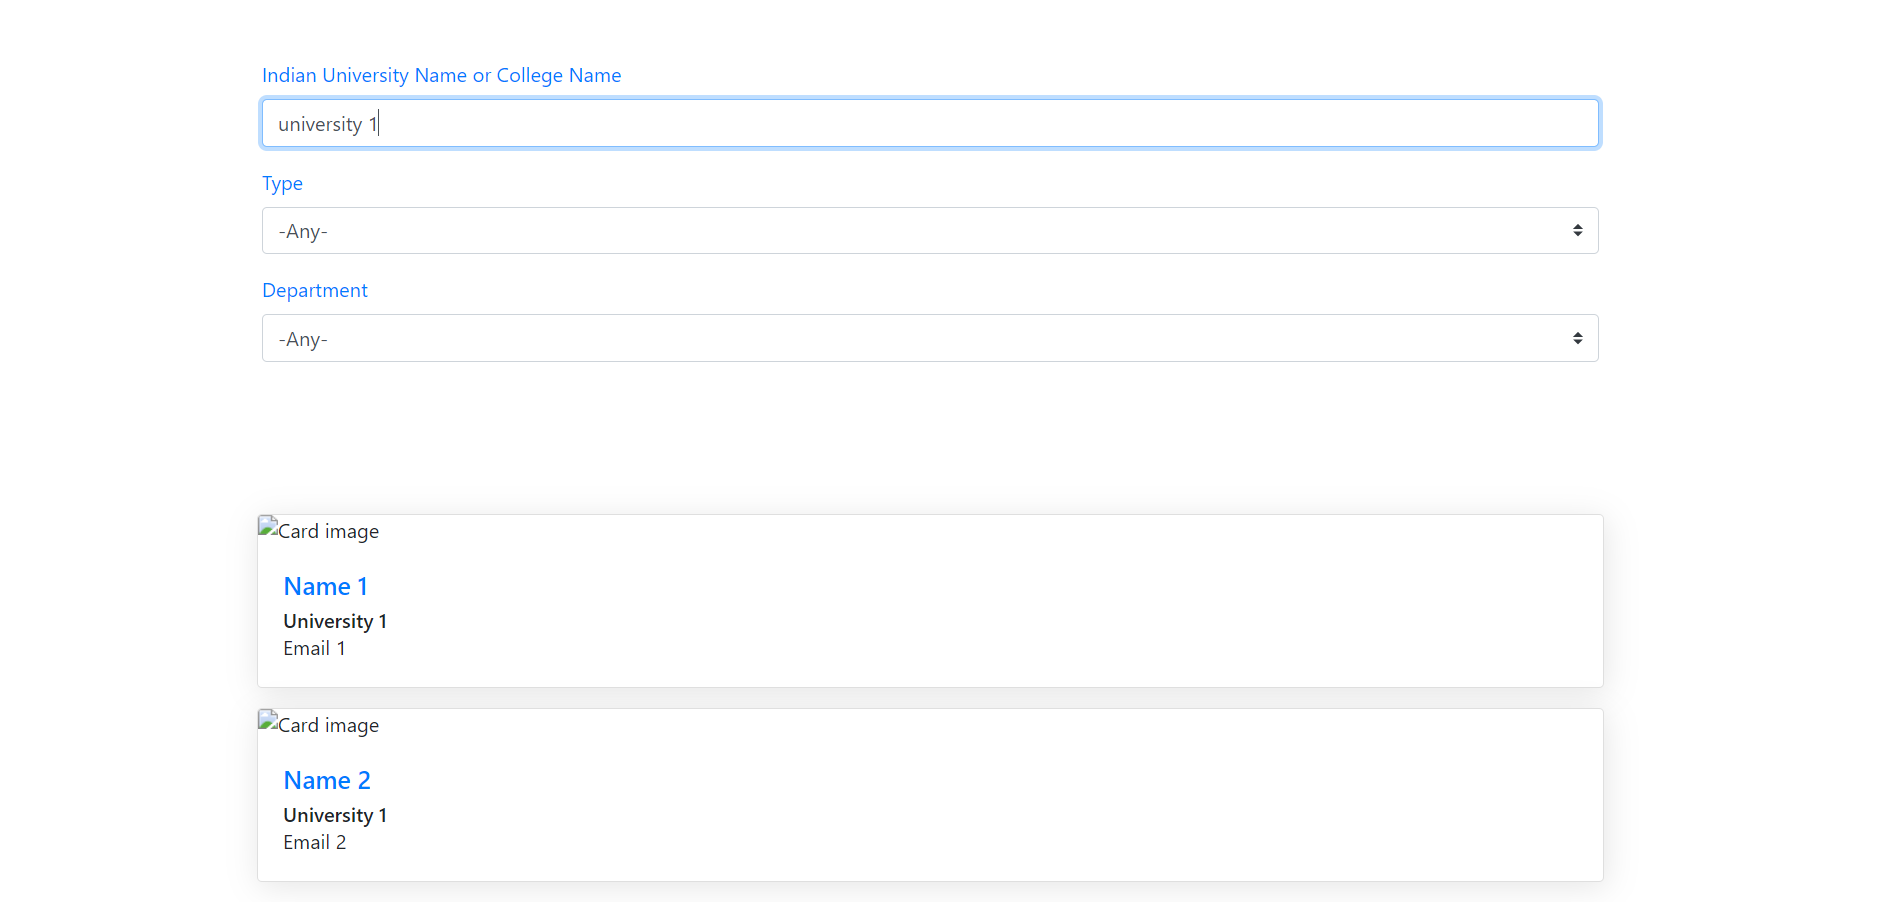 Indian University Name or College Name
university 1
Type
-Any-
Department
-Any-
Card image
Name 1
University 1
Email 1
Card image
Name 2
University 1
Email 2